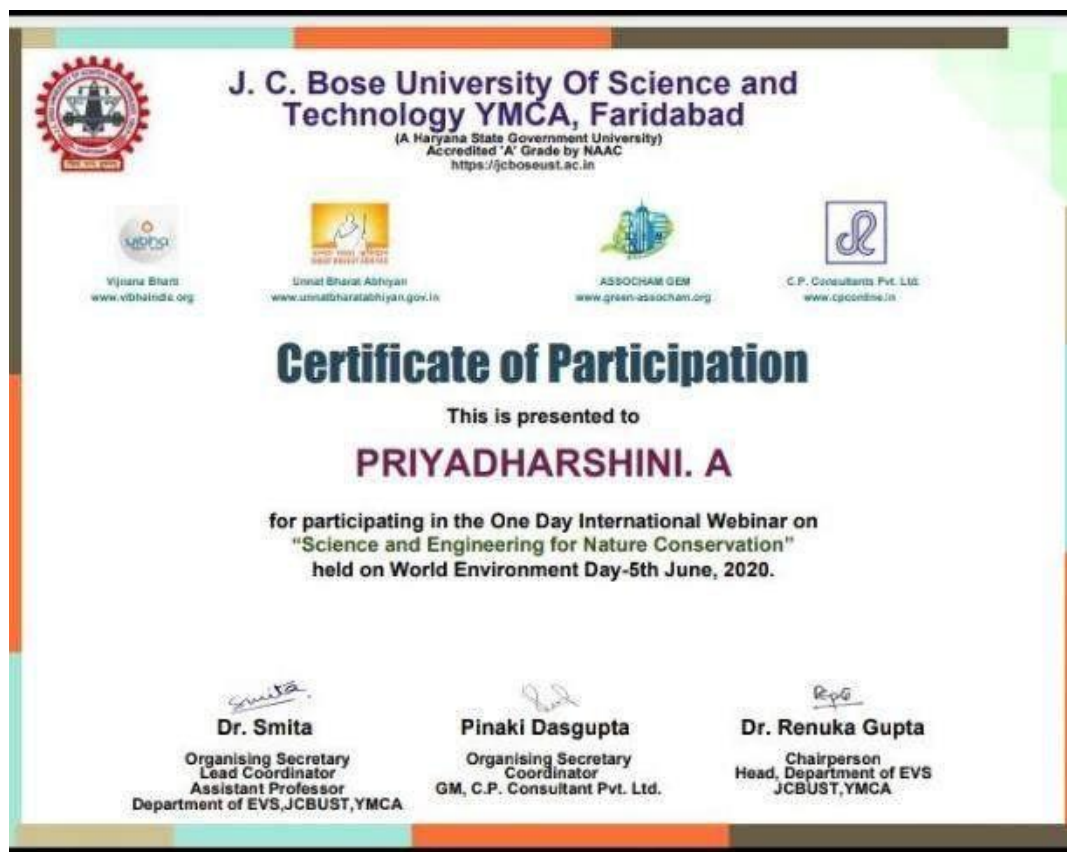 J. C. Bose University Of Science and
Technology YMCA, Faridabad
(A Haryana State Government University)
Accredited 'A' Grade by NAAC
https://jcboseust.ac.in
vibha
Vijnana Bharti
www.vibhaindia.org
Unnat Bharat Abhiyan
www.unnatbharatabhiyan.gov.in
ASSOCHAM GEM
www.green-assocham.org
C.P. Consultants Pvt. Ltd.
www.cpconline.in
Certificate of Participation
This is presented to
PRIYADHARSHINI. A
for participating in the One Day International Webinar on
“Science and Engineering for Nature Conservation”
held on World Environment Day-5th June, 2020.
Smita
Dr. Smita
Organising Secretary
Lead Coordinator
Assistant Professor
Department of EVS,JCBUST,YMCA
Pinaki Dasgupta
Organising Secretary
Coordinator
GM, C.P. Consultant Pvt. Ltd.
Dr. Renuka Gupta
Chairperson
Head, Department of EVS
JCBUST,YMCA